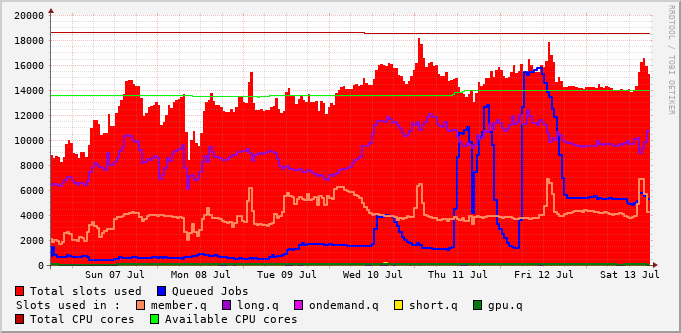 20000
18000
16000
14000
12000
10000
8000
6000
4000
2000
0
Sun 07 Jul Mon 08 Jul Tue 09 Jul Wed 10 Jul Thu 11 Jul Fri 12 Jul Sat 13 Jul
RRDTOOL / TOBI OETIKER
Total slots used Queued Jobs
Slots used in : member.q long.q ondemand.q short.q gpu.q
Total CPU cores Available CPU cores